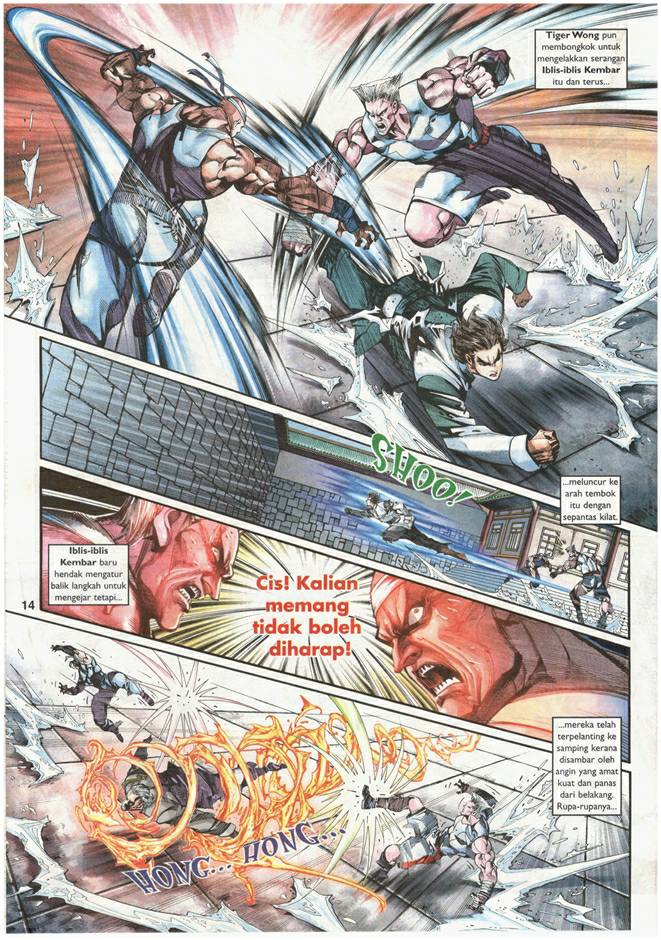 Tiger Wong pun
membongkok untuk
mengelakkan serangan
Iblis-iblis Kembar
itu dan terus...
SHOO!
...meluncur ke
arah tembok
itu dengan
sepantas kilat.
Iblis-iblis
Kembar baru
hendak mengatur
balik langkah untuk
mengejar tetapi...
Cis! Kalian
memang
tidak boleh
diharap!
14
...mereka telah
terpelanting ke
samping kerana
disambar oleh
angin yang amat
kuat dan panas
dari belakang.
Rupa-rupanya...
HONG... HONG...